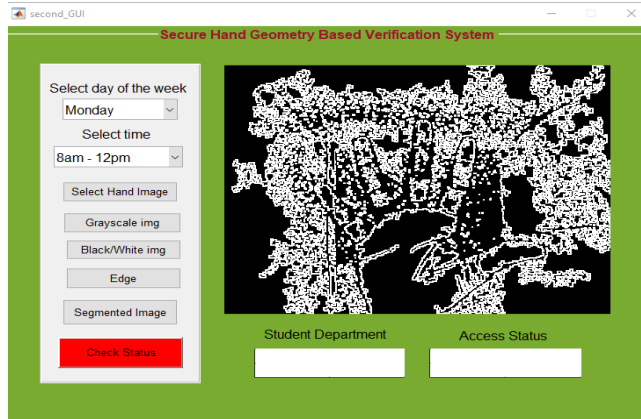 second_GUI
Secure Hand Geometry Based Verification System
Select day of the week
Monday
Select time
8am - 12pm
Select Hand Image
Grayscale img
Black/White img
Edge
Segmented Image
Check Status
Student Department
Access Status